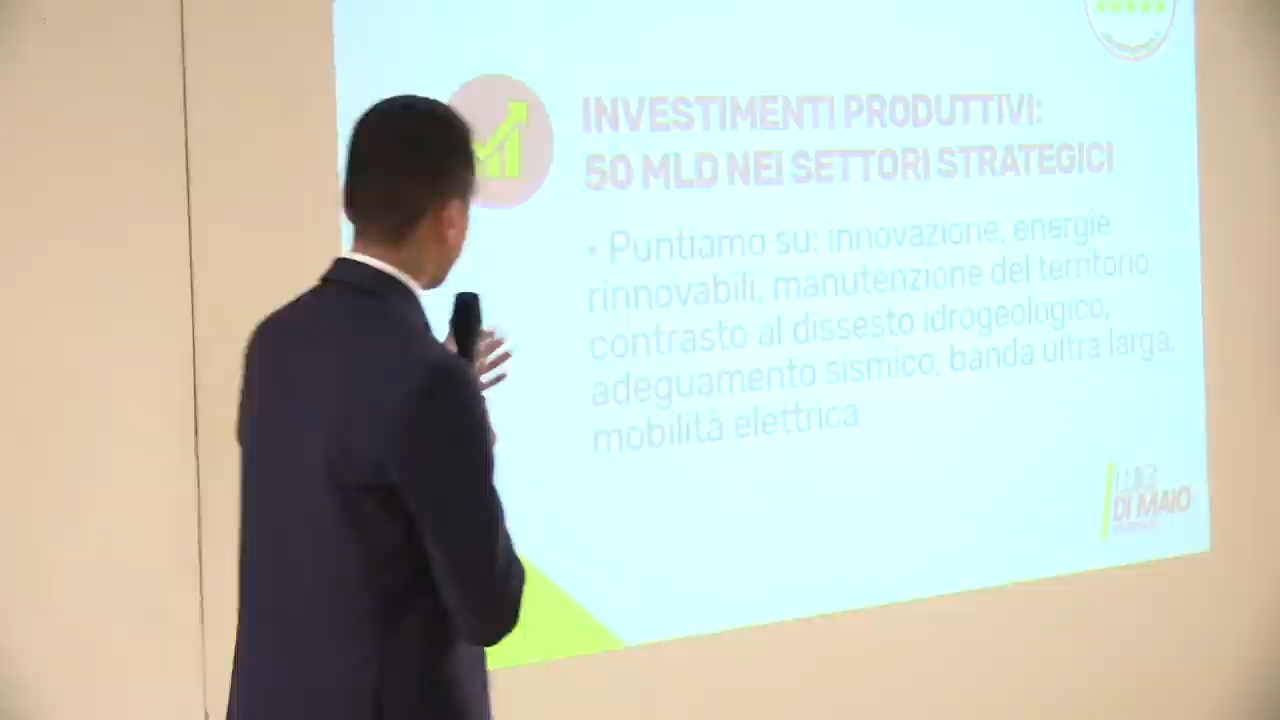 INVESTIMENTI PRODUTTIVI:
50 MLD NEI SETTORI STRATEGICI
• Puntiamo su: innovazione, energie
rinnovabili, manutenzione del territorio
contrasto al dissesto idrogeologico,
adeguamento sismico, banda ultra larga,
mobilità elettrica
LUIGI
DI MAIO